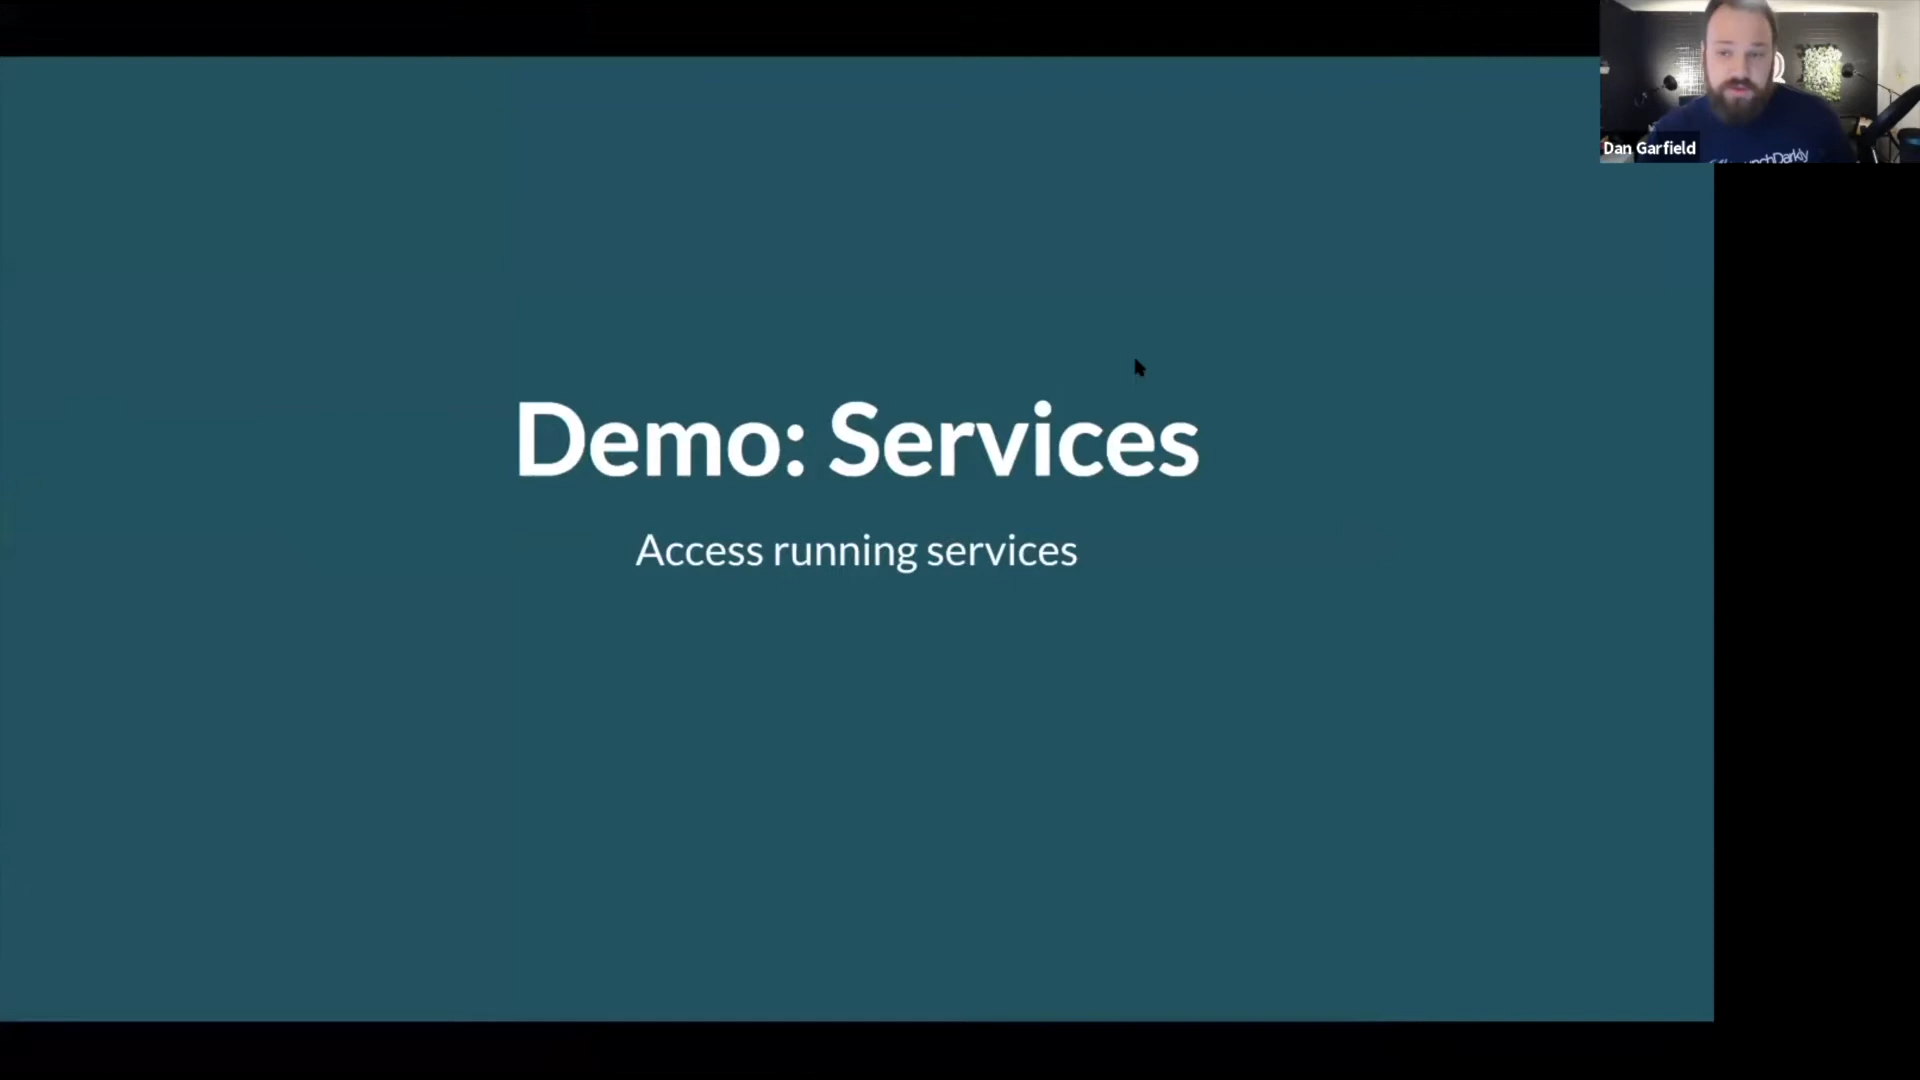 Dan Garfield
Demo: Services
Access running services